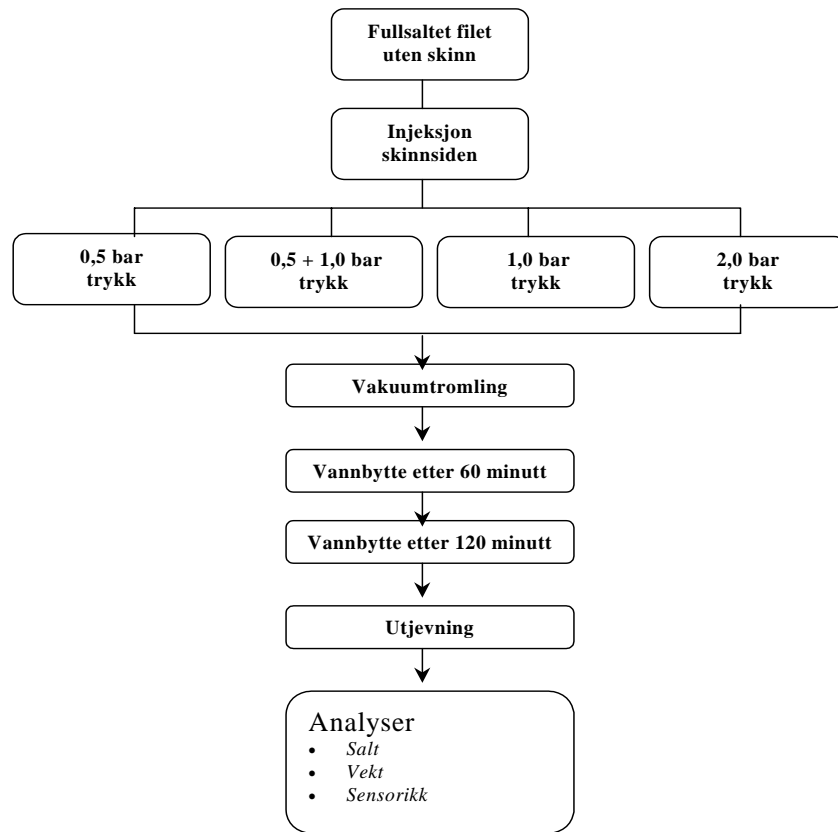 Fullsaltet filet
uten skinn
Injeksjon
skinnsiden
0,5 bar
trykk
0,5 + 1,0 bar
trykk
1,0 bar
trykk
2,0 bar
trykk
Vakuumtromling
Vannbytte etter 60 minutt
Vannbytte etter 120 minutt
Utjevning
Analyser
• Salt
• Vekt
• Sensorikk